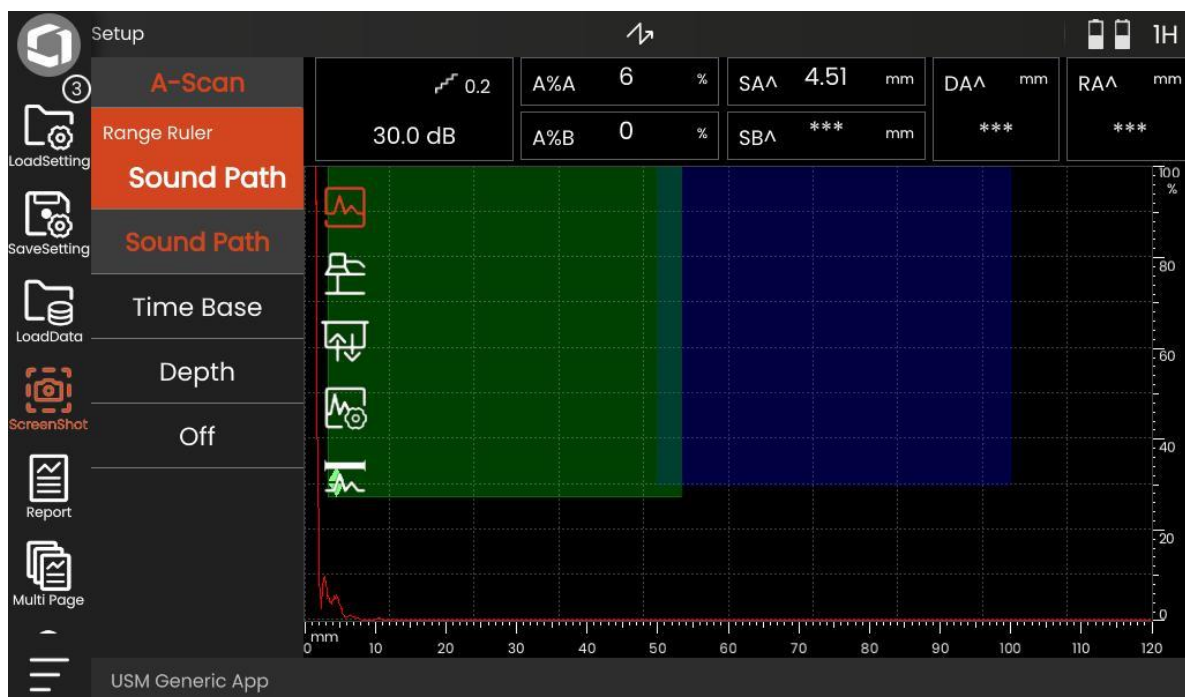 Setup
1H
3
A-Scan
0.2
30.0 dB
A%A 6 %
A%B 0 %
SA^ 4.51 mm
SB^ *** mm
DA^ mm
***
RA^ mm
***
LoadSetting
SaveSetting
LoadData
ScreenShot
Report
Multi Page
Range Ruler
Sound Path
Sound Path
Time Base
Depth
Off
100
%
80
60
40
20
0
mm
0 10 20 30 40 50 60 70 80 90 100 110 120
USM Generic App